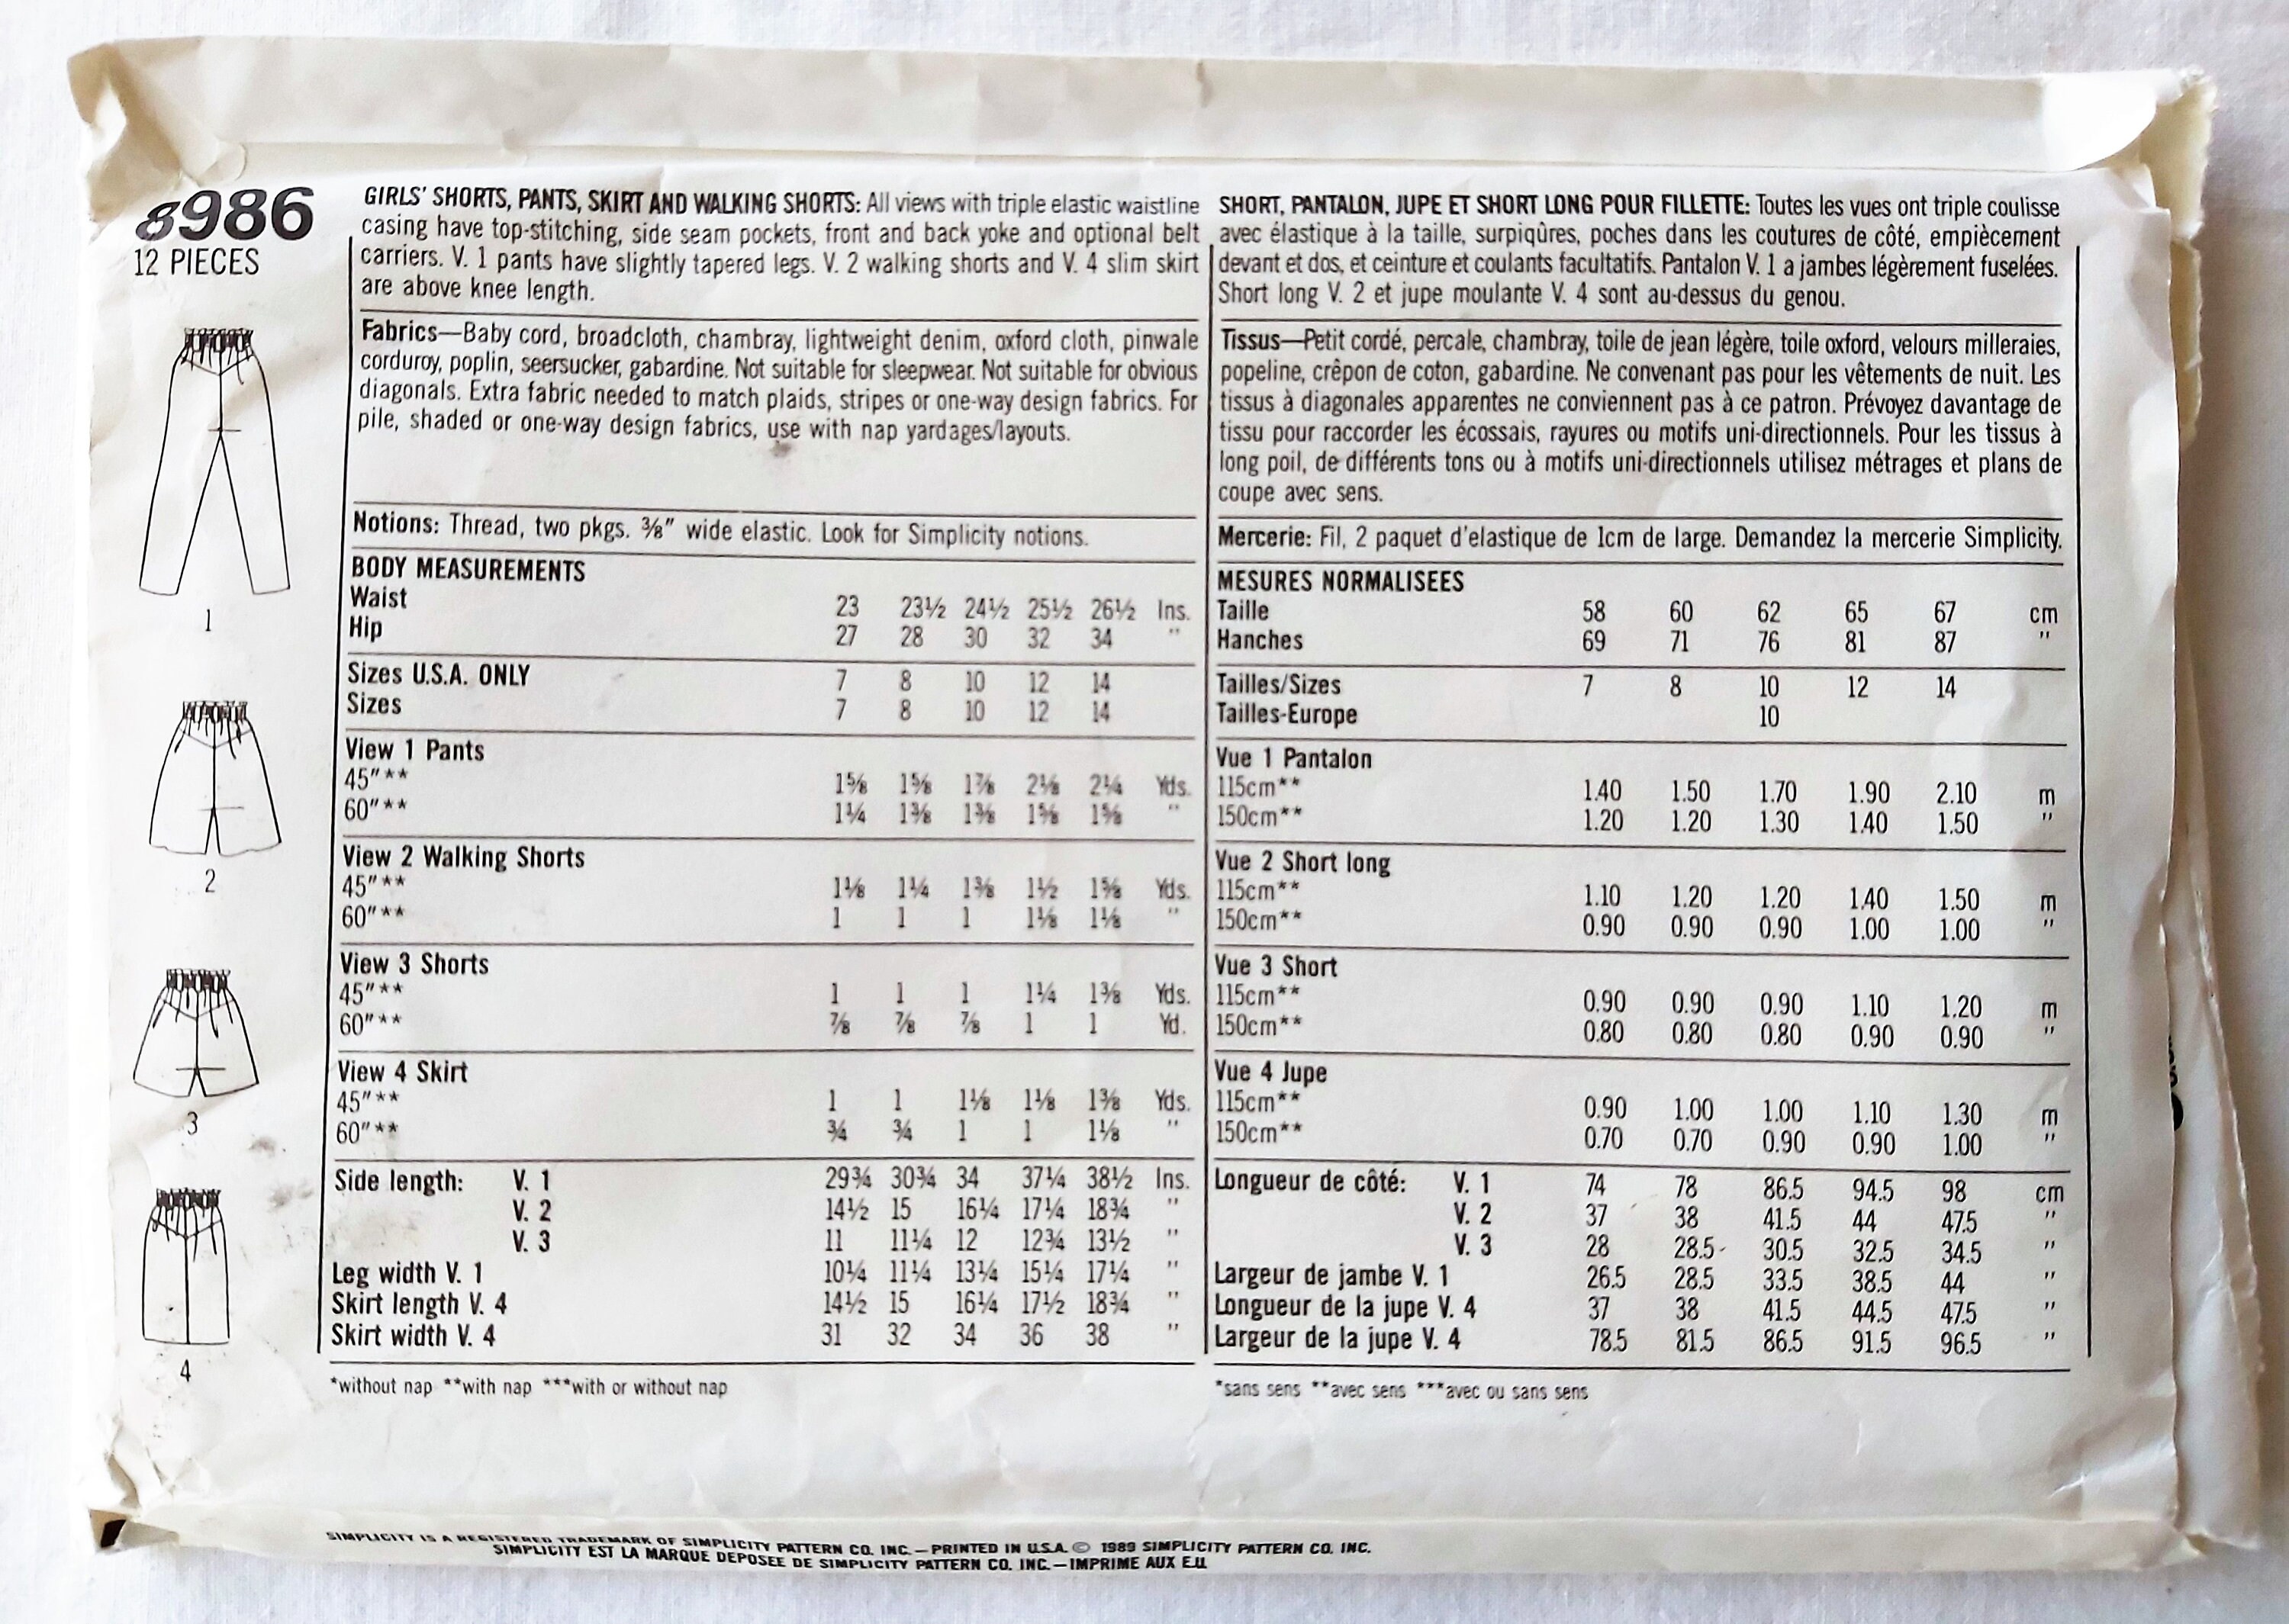 8986
12 PIECES
1
2
3
4
GIRLS' SHORTS, PANTS, SKIRT AND WALKING SHORTS: All views with triple elastic waistline
casing have top-stitching, side seam pockets, front and back yoke and optional belt
carriers. V. 1 pants have slightly tapered legs. V. 2 walking shorts and V. 4 slim skirt
are above knee length.
Fabrics—Baby cord, broadcloth, chambray, lightweight denim, oxford cloth, pinwale
corduroy, poplin, seersucker, gabardine. Not suitable for sleepwear. Not suitable for obvious
diagonals. Extra fabric needed to match plaids, stripes or one-way design fabrics. For
pile, shaded or one-way design fabrics, use with nap yardages/layouts.
Notions: Thread, two pkgs. ⅜" wide elastic. Look for Simplicity notions.
BODY MEASUREMENTS
Waist 23 23½ 24½ 25½ 26½ Ins.
Hip 27 28 30 32 34 "
Sizes U.S.A. ONLY 7 8 10 12 14
Sizes 7 8 10 12 14
View 1 Pants
45"** 1⅝ 1⅝ 1⅞ 2⅛ 2¼ Yds.
60"** 1¼ 1⅜ 1⅜ 1⅝ 1⅝ "
View 2 Walking Shorts
45"** 1⅛ 1¼ 1⅜ 1½ 1⅝ Yds.
60"** 1 1 1 1⅛ 1⅛ "
View 3 Shorts
45"** 1 1 1 1¼ 1⅜ Yds.
60"** ⅞ ⅞ ⅞ 1 1 Yd.
View 4 Skirt
45"** 1 1 1⅛ 1⅛ 1⅜ Yds.
60"** ¾ ¾ 1 1 1⅛ "
Side length: V. 1 29¾ 30¾ 34 37¼ 38½ Ins.
V. 2 14½ 15 16¼ 17¼ 18¾ "
V. 3 11 11¼ 12 12¾ 13½ "
Leg width V. 1 10¼ 11¼ 13¼ 15¼ 17¼ "
Skirt length V. 4 14½ 15 16¼ 17½ 18¾ "
Skirt width V. 4 31 32 34 36 38 "
*without nap **with nap ***with or without nap
SHORT, PANTALON, JUPE ET SHORT LONG POUR FILLETTE: Toutes les vues ont triple coulisse
avec élastique à la taille, surpiqûres, poches dans les coutures de côté, empiècement
devant et dos, et ceinture et coulants facultatifs. Pantalon V. 1 a jambes légèrement fuselées.
Short long V. 2 et jupe moulante V. 4 sont au-dessus du genou.
Tissus—Petit cordé, percale, chambray, toile de jean légère, toile oxford, velours milleraies,
popeline, crêpon de coton, gabardine. Ne convenant pas pour les vêtements de nuit. Les
tissus à diagonales apparentes ne conviennent pas à ce patron. Prévoyez davantage de
tissu pour raccorder les écossais, rayures ou motifs uni-directionnels. Pour les tissus à
long poil, de différents tons ou à motifs uni-directionnels utilisez métrages et plans de
coupe avec sens.
Mercerie: Fil, 2 paquet d'elastique de 1cm de large. Demandez la mercerie Simplicity.
MESURES NORMALISEES
Taille 58 60 62 65 67 cm
Hanches 69 71 76 81 87 "
Tailles/Sizes 7 8 10 12 14
Tailles-Europe 10
Vue 1 Pantalon
115cm** 1.40 1.50 1.70 1.90 2.10 m
150cm** 1.20 1.20 1.30 1.40 1.50 "
Vue 2 Short long
115cm** 1.10 1.20 1.20 1.40 1.50 m
150cm** 0.90 0.90 0.90 1.00 1.00 "
Vue 3 Short
115cm** 0.90 0.90 0.90 1.10 1.20 m
150cm** 0.80 0.80 0.80 0.90 0.90 "
Vue 4 Jupe
115cm** 0.90 1.00 1.00 1.10 1.30 m
150cm** 0.70 0.70 0.90 0.90 1.00 "
Longueur de côté: V. 1 74 78 86.5 94.5 98 cm
V. 2 37 38 41.5 44 47.5 "
V. 3 28 28.5 30.5 32.5 34.5 "
Largeur de jambe V. 1 26.5 28.5 33.5 38.5 44 "
Longueur de la jupe V. 4 37 38 41.5 44.5 47.5 "
Largeur de la jupe V. 4 78.5 81.5 86.5 91.5 96.5 "
*sans sens **avec sens ***avec ou sans sens
SIMPLICITY IS A REGISTERED TRADEMARK OF SIMPLICITY PATTERN CO. INC.—PRINTED IN U.S.A. © 1989 SIMPLICITY PATTERN CO. INC.
SIMPLICITY EST LA MARQUE DEPOSEE DE SIMPLICITY PATTERN CO. INC.—IMPRIME AUX E.U.